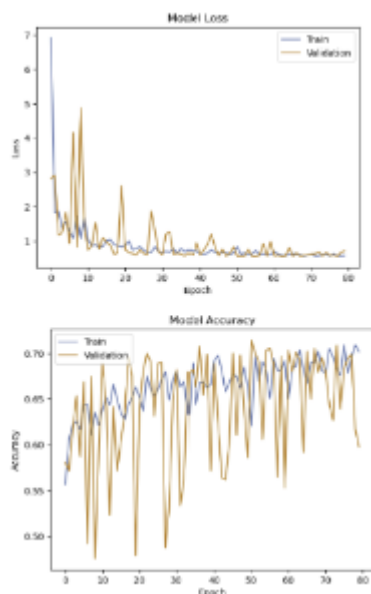 Model Loss
Train
Validation
7
6
5
4
3
2
1
Loss
0 10 20 30 40 50 60 70 80
Epoch
Model Accuracy
Train
Validation
0.70
0.65
0.60
0.55
0.50
Accuracy
0 10 20 30 40 50 60 70 80
Epoch